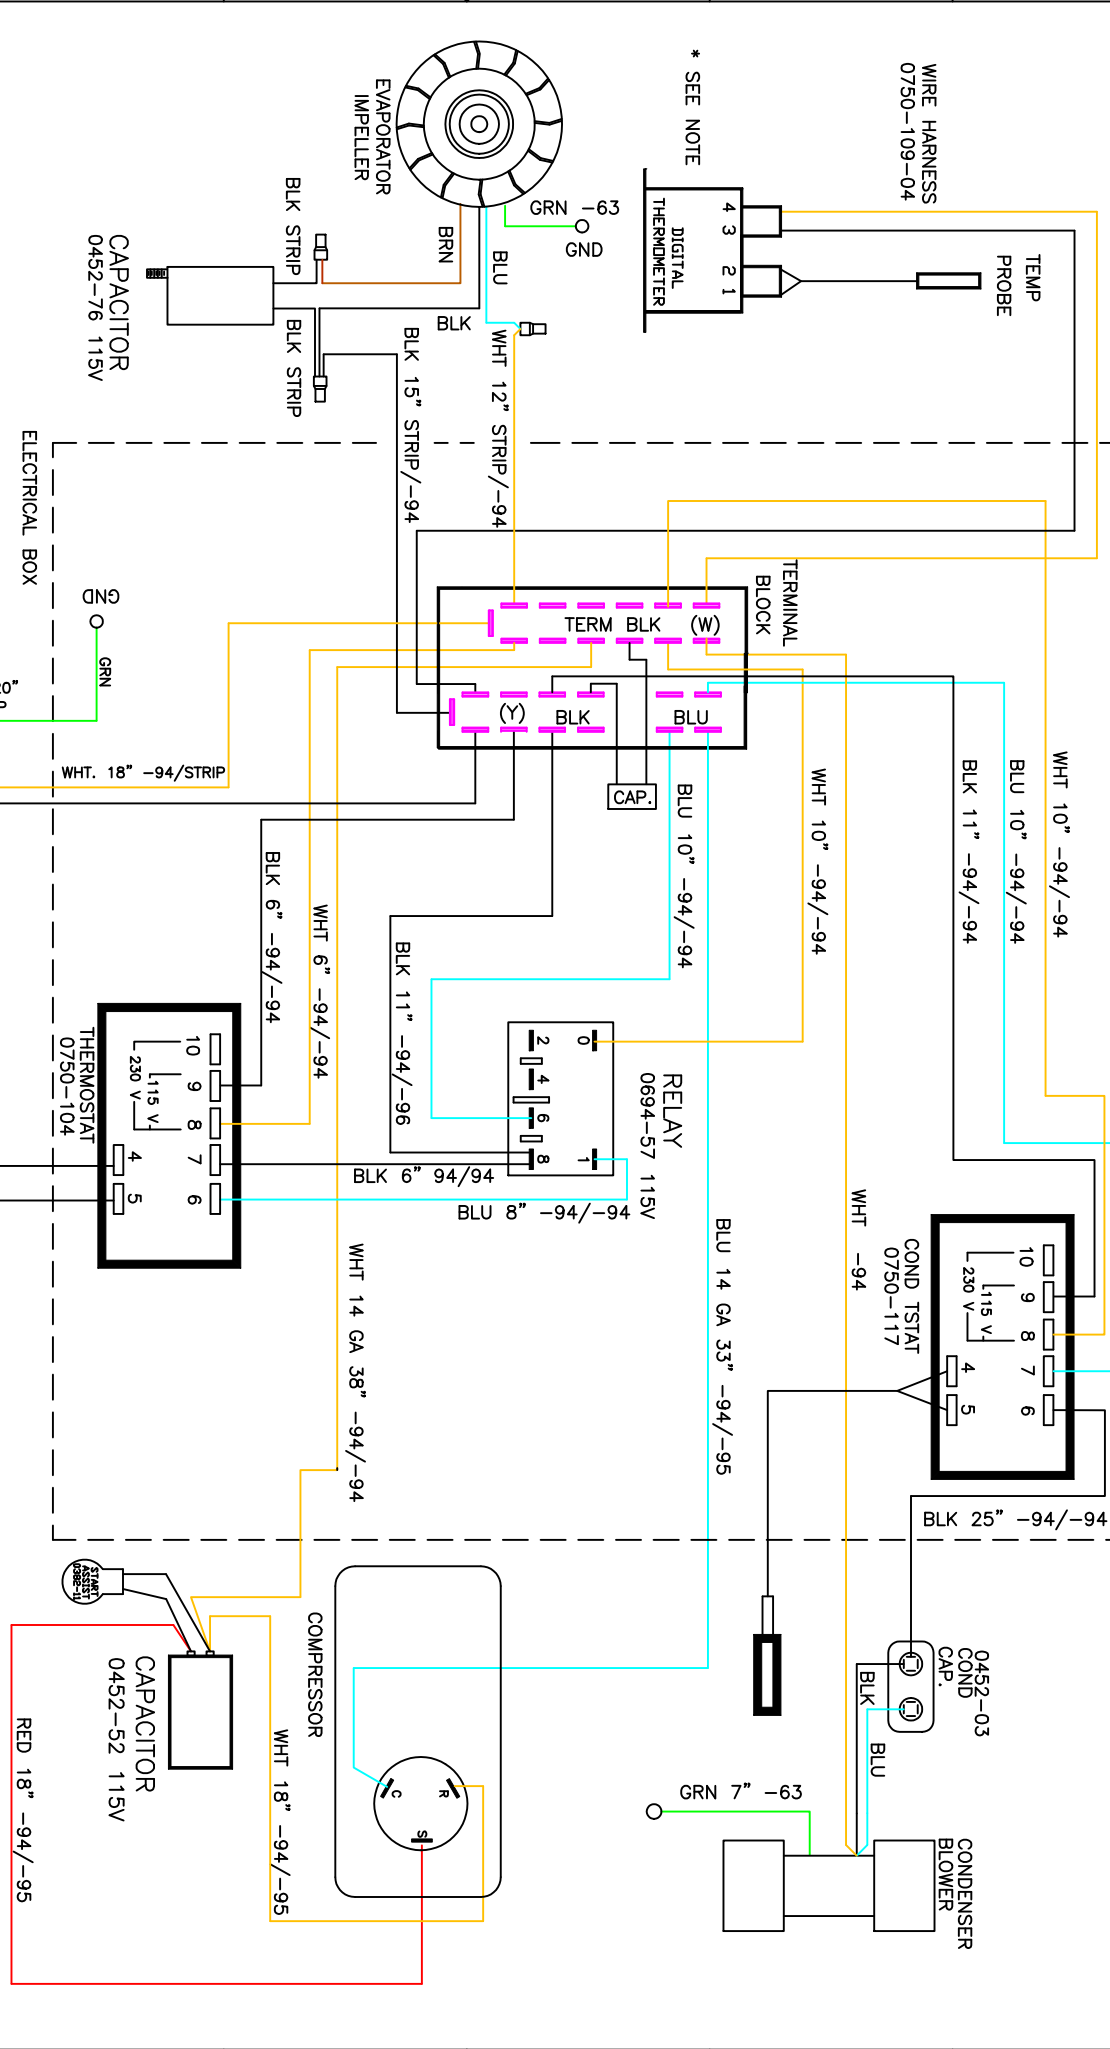 WIRE HARNESS
0750-109-04
* SEE NOTE
EVAPORATOR
IMPELLER
GRN -63
GND
BRN
BLU
BLK
BLK STRIP
BLK STRIP
CAPACITOR
0452-76 115V
DIGITAL
THERMOMETER
4
3
2
1
TEMP
PROBE
WHT 12" STRIP/-94
BLK 15" STRIP/-94
ELECTRICAL BOX
GND
GRN
20"
WHT. 18" -94/STRIP
TERMINAL
BLOCK
TERM BLK (W)
(Y) BLK BLU
CAP.
WHT 10" -94/-94
BLU 10" -94/-94
BLK 11" -94/-94
WHT 10" -94/-94
BLU 10" -94/-94
BLK 6" -94/-94
WHT 6" -94/-94
BLK 11" -94/-96
THERMOSTAT
0750-104
10
9
8
7
6
115 V
230 V
4
5
RELAY
0694-57 115V
2
0
4
6
8
1
BLK 6" 94/94
BLU 8" -94/-94
WHT 14 GA 38" -94/-94
BLU 14 GA 33" -94/-95
WHT -94
COND TSTAT
0750-117
10
9
8
7
6
115 V
230 V
4
5
BLK 25" -94/-94
START
ASSIST
0382-11
CAPACITOR
0452-52 115V
RED 18" -94/-95
WHT 18" -94/-95
COMPRESSOR
C
R
S
0452-03
COND
CAP.
BLK
BLU
GRN 7" -63
CONDENSER
BLOWER